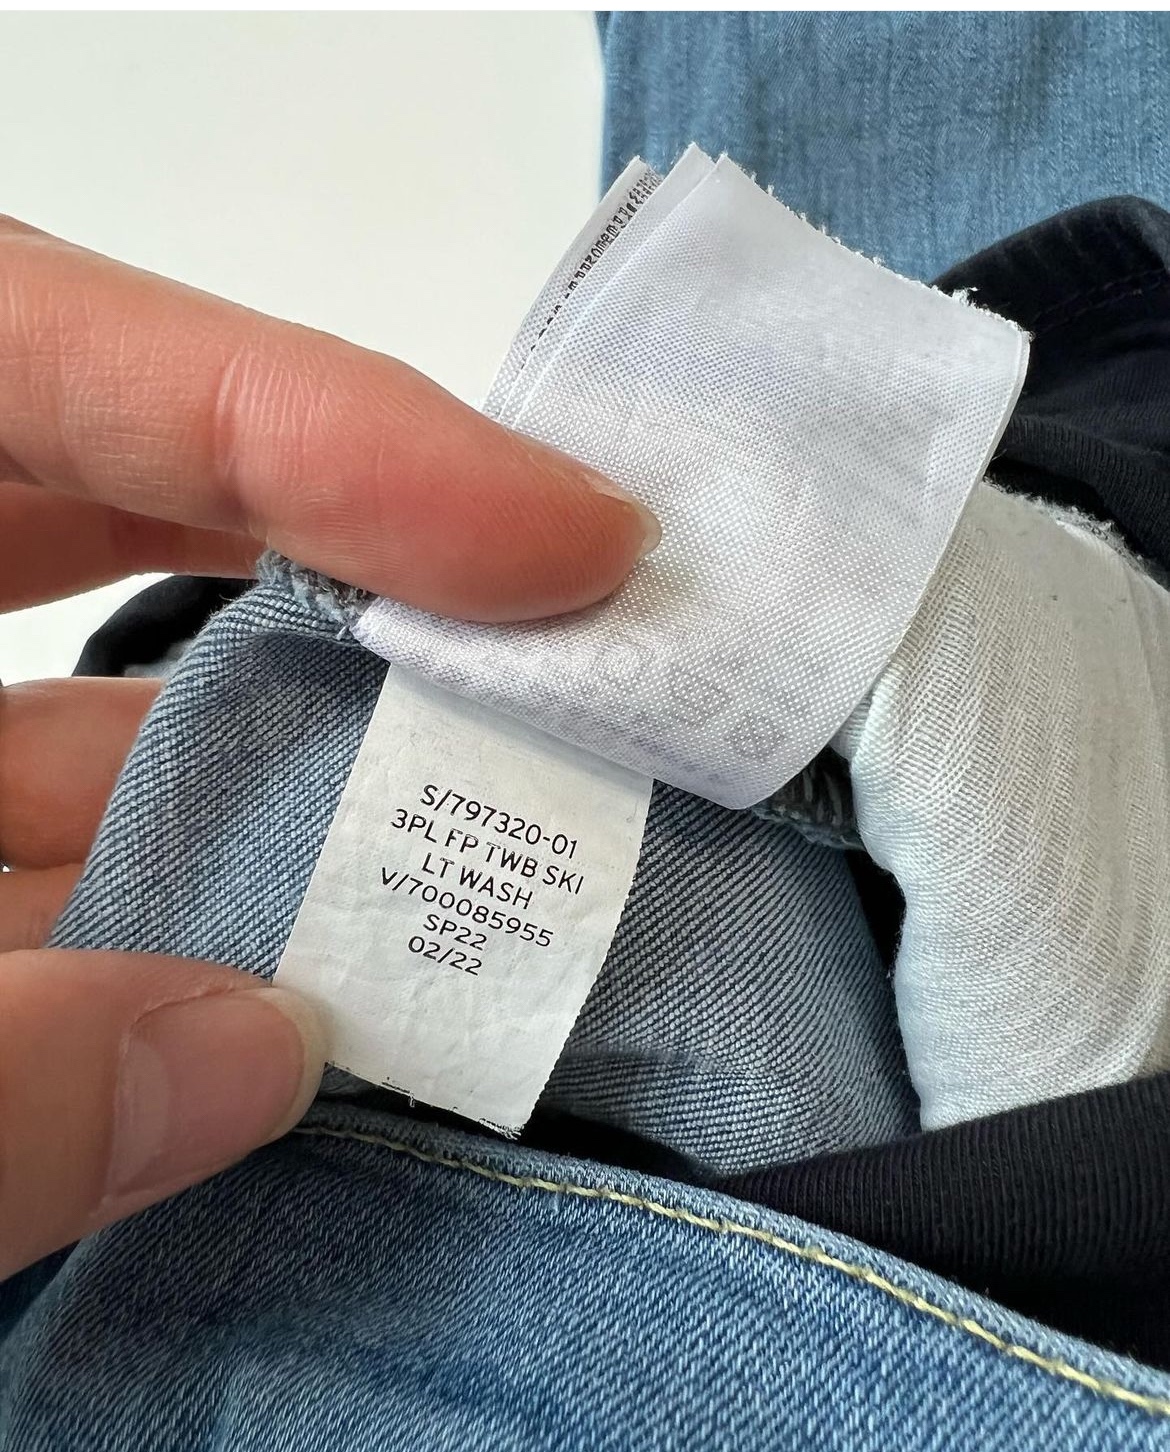 S/797320-01
3PL FP TWB SKI
LT WASH
V/700085955
SP22
02/22